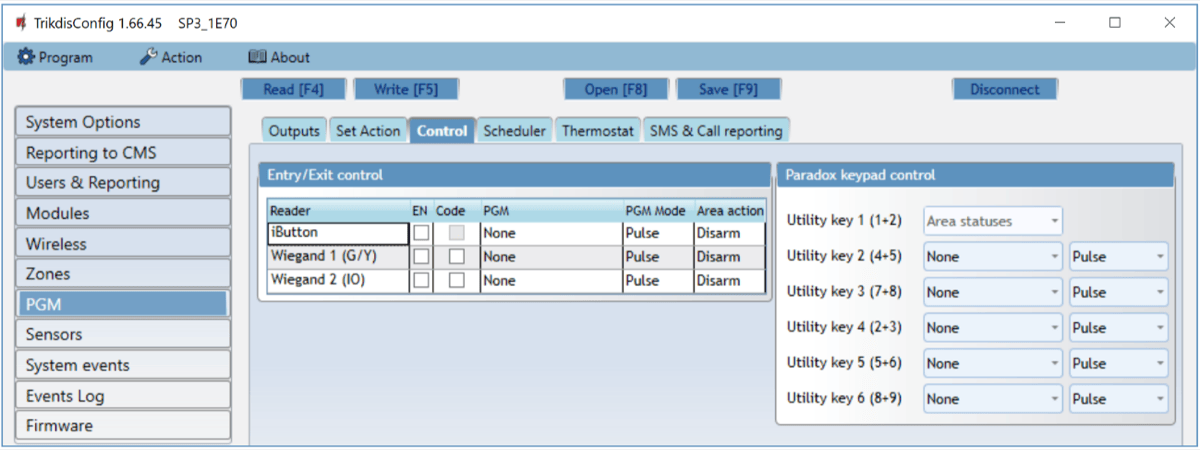 TrikdisConfig 1.66.45 SP3_1E70
Program Action About
Read [F4] Write [F5] Open [F8] Save [F9] Disconnect
System Options
Reporting to CMS
Users & Reporting
Modules
Wireless
Zones
PGM
Sensors
System events
Events Log
Firmware
Outputs Set Action Control Scheduler Thermostat SMS & Call reporting
Entry/Exit control
Reader EN Code PGM PGM Mode Area action
iButton None Pulse Disarm
Wiegand 1 (G/Y) None Pulse Disarm
Wiegand 2 (IO) None Pulse Disarm
Paradox keypad control
Utility key 1 (1+2) Area statuses
Utility key 2 (4+5) None Pulse
Utility key 3 (7+8) None Pulse
Utility key 4 (2+3) None Pulse
Utility key 5 (5+6) None Pulse
Utility key 6 (8+9) None Pulse